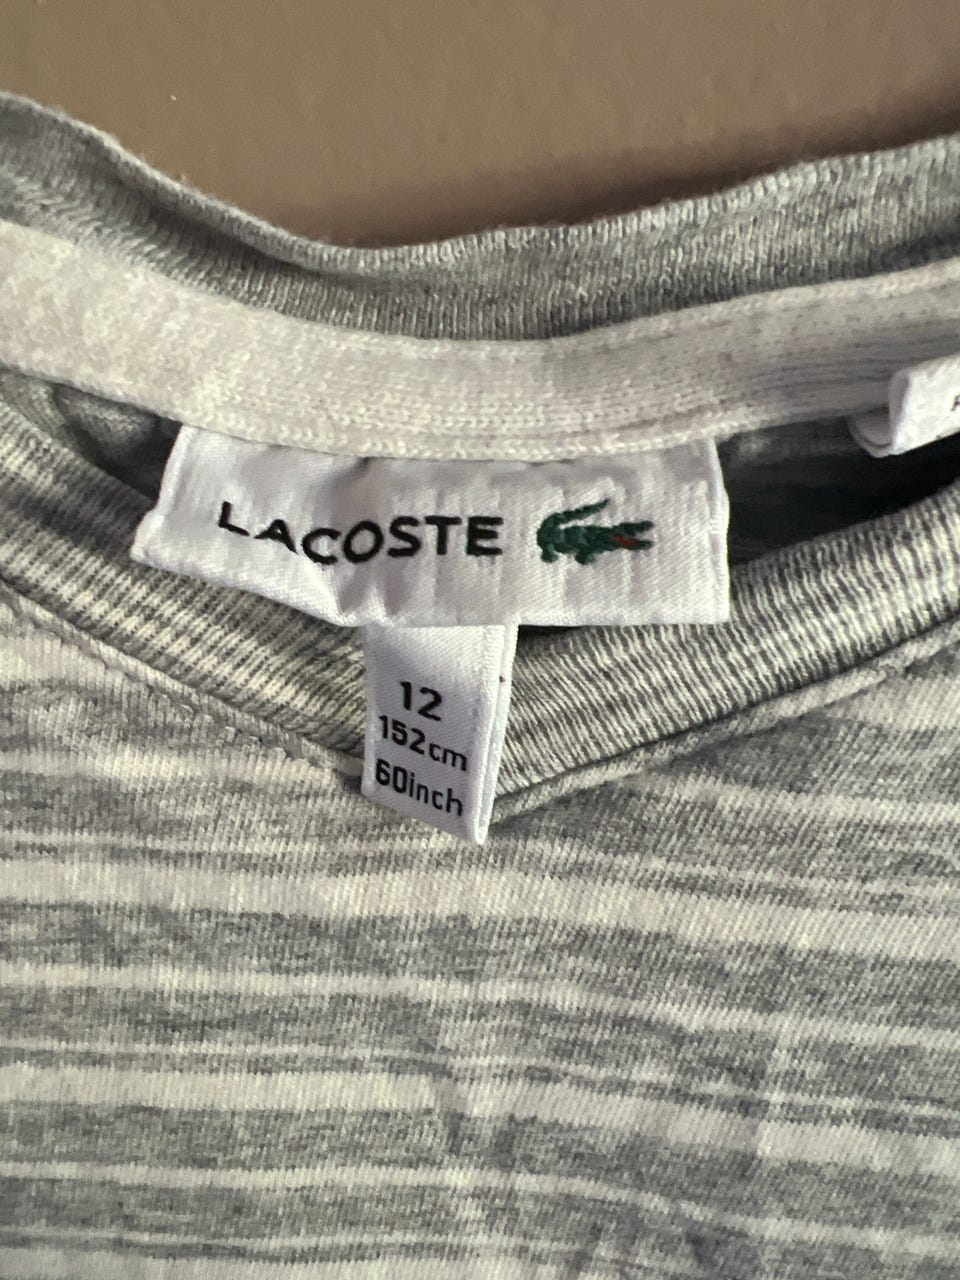 LACOSTE
12
152cm
60inch